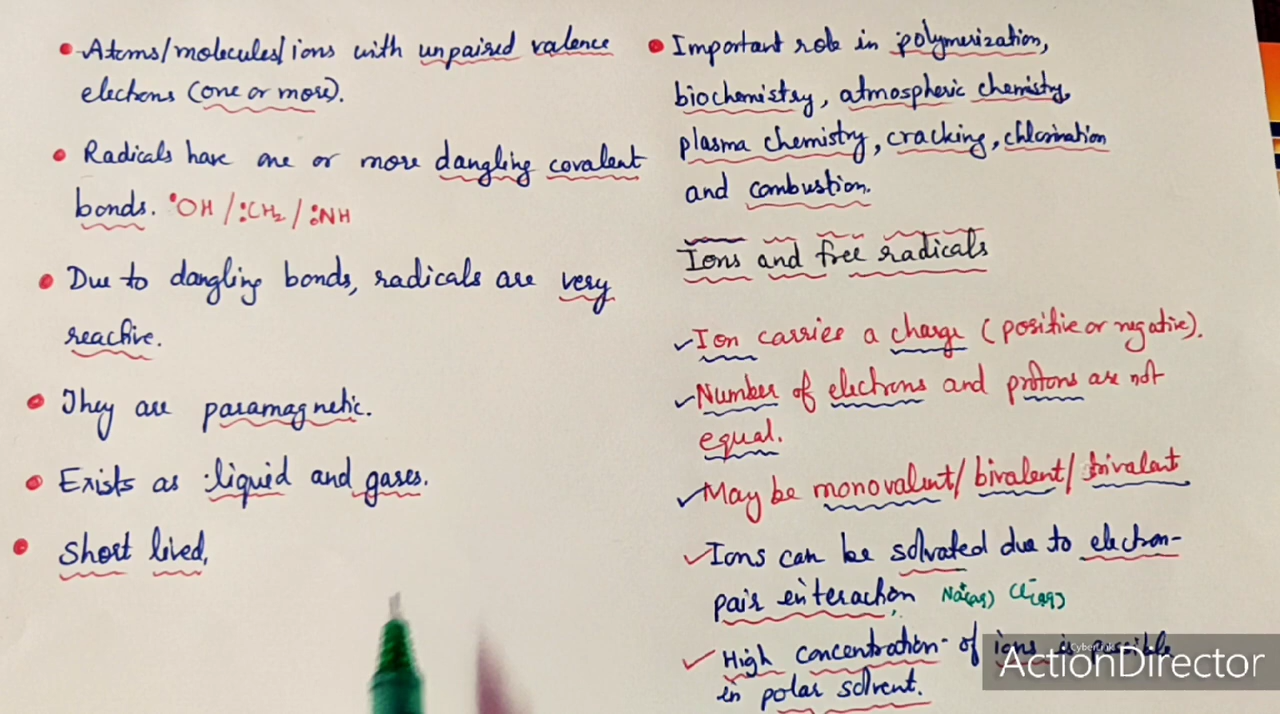 Atoms/molecules/ions with unpaired valence
electrons (one or more).
Radicals have one or more dangling covalent
bonds. •OH / :CH₂ / :NH
Due to dangling bonds, radicals are very
reactive.
They are paramagnetic.
Exists as liquid and gases.
Short lived,
Important role in polymerization,
biochemistry, atmospheric chemistry,
plasma chemistry, cracking, chlorination
and combustion.
Ions and free radicals
✓Ion carries a charge (positive or negative).
✓Number of electrons and protons are not
equal.
✓May be monovalent/ bivalent/ trivalent
✓Ions can be solvated due to electron-
pair interaction Na⁺(aq) Cl⁻(aq)
✓High concentration of ions is possible
in polar solvent.
CyberLink
ActionDirector